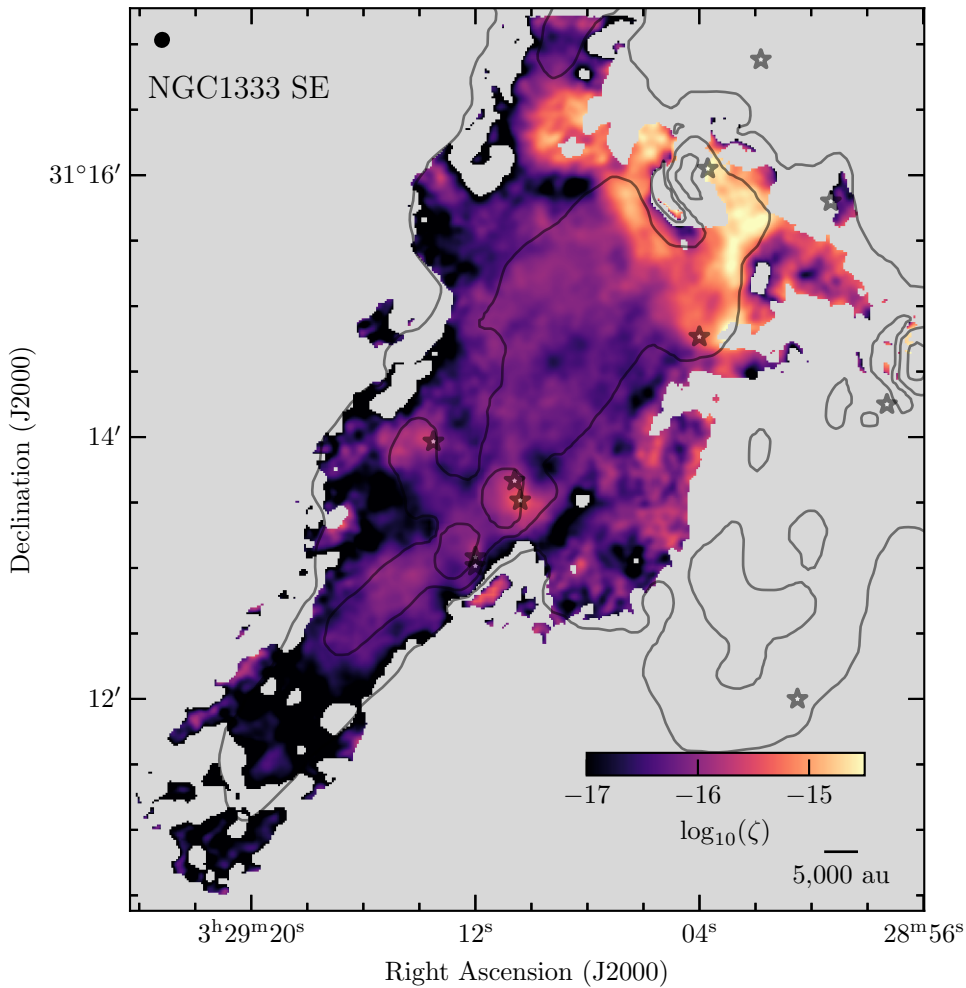 NGC1333 SE
31°16′
14′
12′
Declination (J2000)
−17 −16 −15
log₁₀(ζ)
5,000 au
3ʰ29ᵐ20ˢ 12ˢ 04ˢ 28ᵐ56ˢ
Right Ascension (J2000)